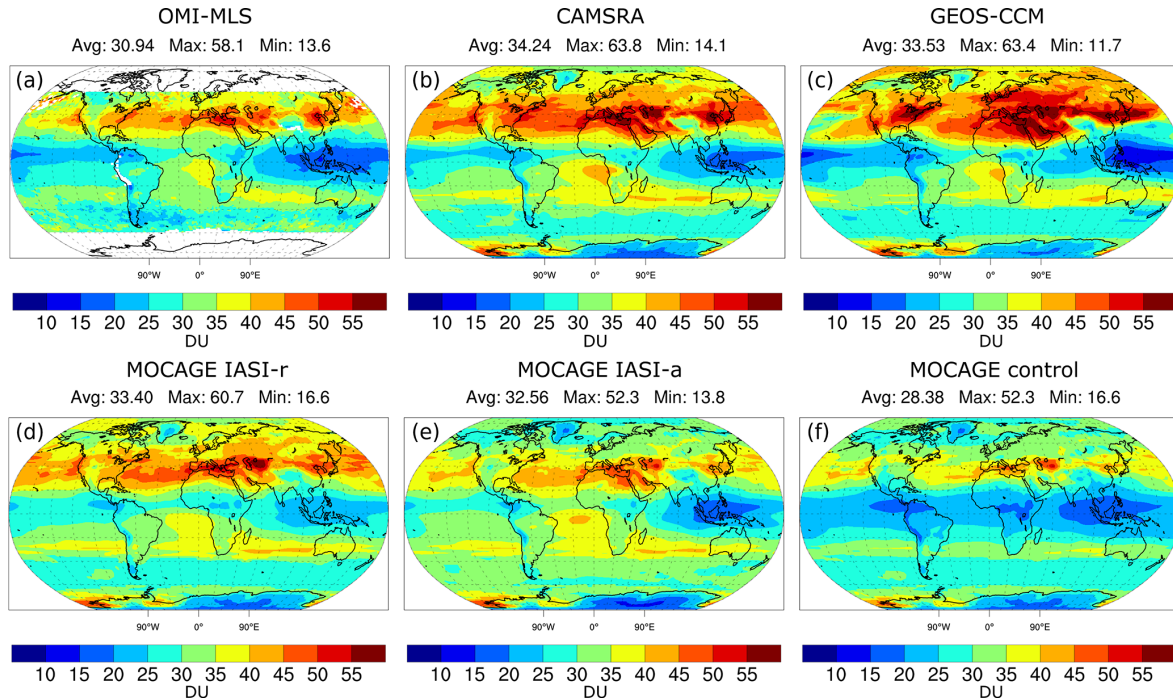 OMI-MLS
Avg: 30.94 Max: 58.1 Min: 13.6
(a)
90°W 0° 90°E
10 15 20 25 30 35 40 45 50 55
DU
CAMSRA
Avg: 34.24 Max: 63.8 Min: 14.1
(b)
90°W 0° 90°E
10 15 20 25 30 35 40 45 50 55
DU
GEOS-CCM
Avg: 33.53 Max: 63.4 Min: 11.7
(c)
90°W 0° 90°E
10 15 20 25 30 35 40 45 50 55
DU
MOCAGE IASI-r
Avg: 33.40 Max: 60.7 Min: 16.6
(d)
90°W 0° 90°E
10 15 20 25 30 35 40 45 50 55
DU
MOCAGE IASI-a
Avg: 32.56 Max: 52.3 Min: 13.8
(e)
90°W 0° 90°E
10 15 20 25 30 35 40 45 50 55
DU
MOCAGE control
Avg: 28.38 Max: 52.3 Min: 16.6
(f)
90°W 0° 90°E
10 15 20 25 30 35 40 45 50 55
DU